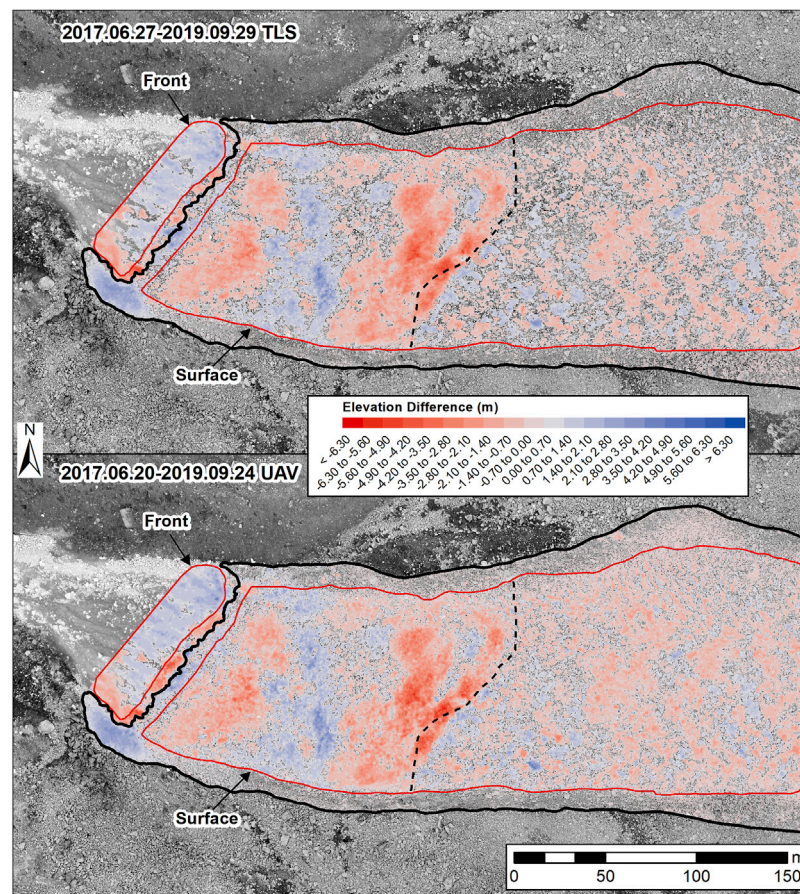 2017.06.27-2019.09.29 TLS
Front
Surface
Elevation Difference (m)
< -6.30
-6.30 to -5.60
-5.60 to -4.90
-4.90 to -4.20
-4.20 to -3.50
-3.50 to -2.80
-2.80 to -2.10
-2.10 to -1.40
-1.40 to -0.70
-0.70 to 0.00
0.00 to 0.70
0.70 to 1.40
1.40 to 2.10
2.10 to 2.80
2.80 to 3.50
3.50 to 4.20
4.20 to 4.90
4.90 to 5.60
5.60 to 6.30
> 6.30
N
2017.06.20-2019.09.24 UAV
Front
Surface
m
0 50 100 150